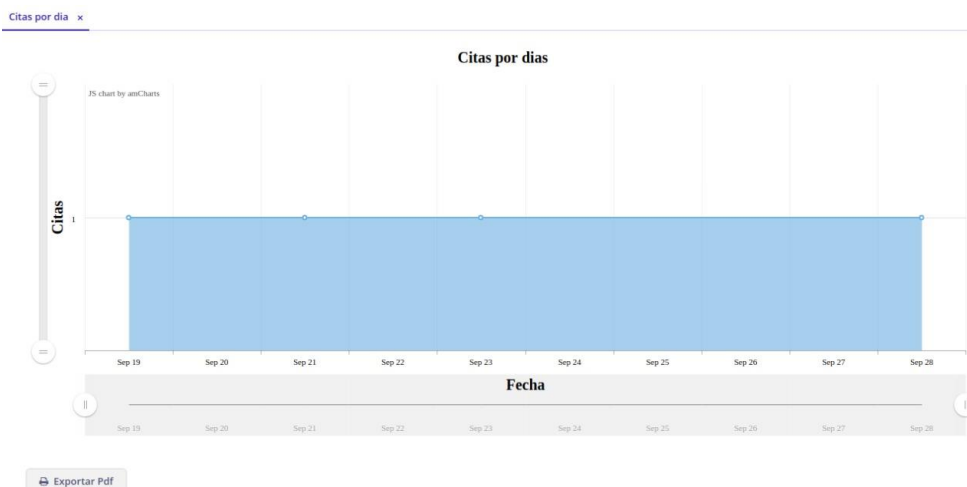 Citas por dia x
Citas por dias
JS chart by amCharts
Citas
1
Sep 19 Sep 20 Sep 21 Sep 22 Sep 23 Sep 24 Sep 25 Sep 26 Sep 27 Sep 28
Fecha
Sep 19 Sep 20 Sep 21 Sep 22 Sep 23 Sep 24 Sep 25 Sep 26 Sep 27 Sep 28
Exportar Pdf